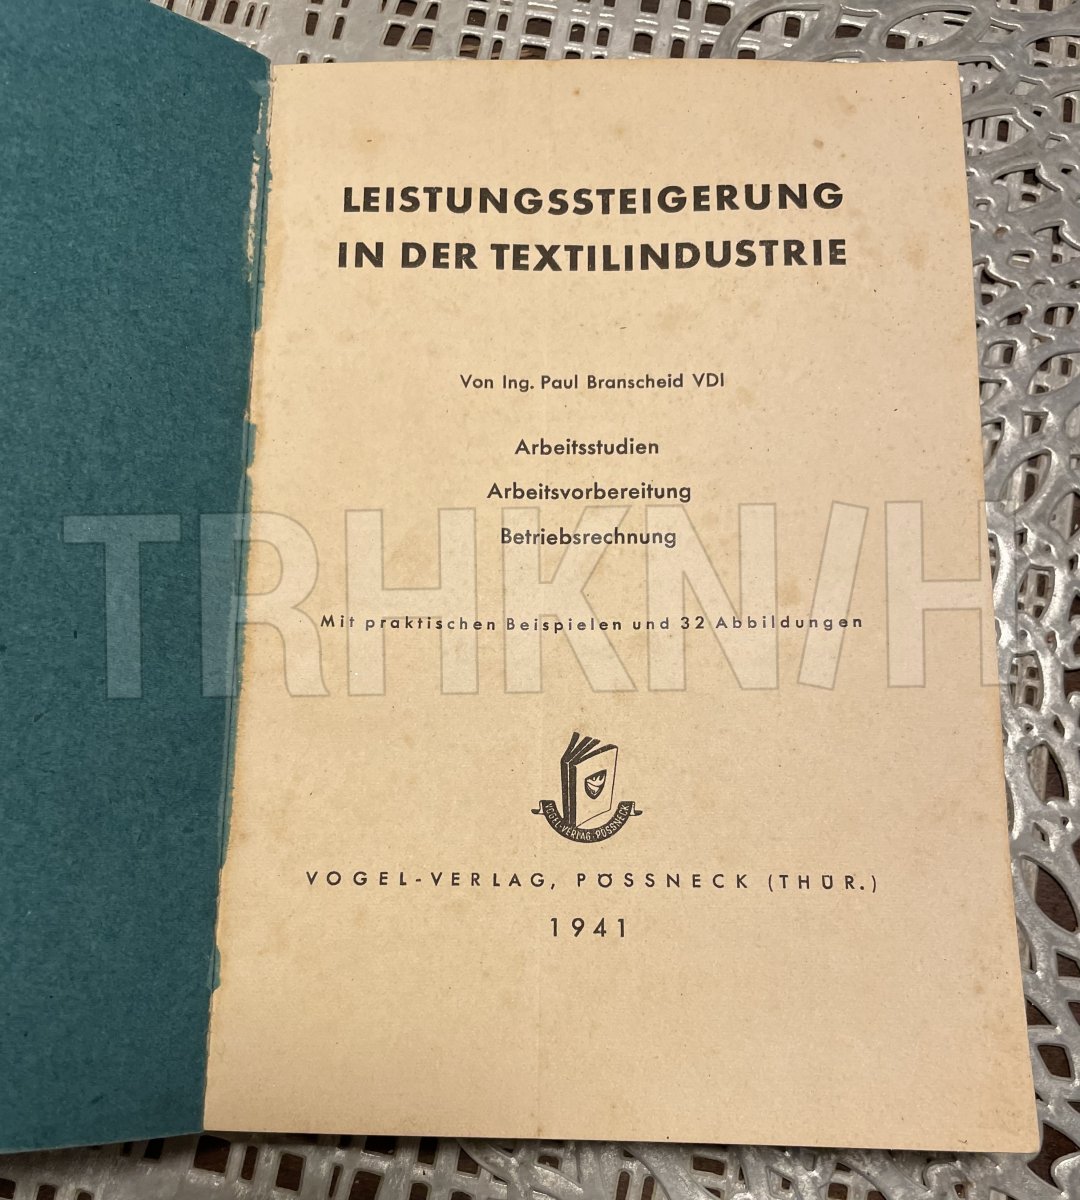 LEISTUNGSSTEIGERUNG
IN DER TEXTILINDUSTRIE
Von Ing. Paul Branscheid VDI
Arbeitsstudien
Arbeitsvorbereitung
Betriebsrechnung
TRHKN/H
Mit praktischen Beispielen und 32 Abbildungen
VOGEL-VERLAG·PÖSSNECK
VOGEL-VERLAG, PÖSSNECK (THÜR.)
1941